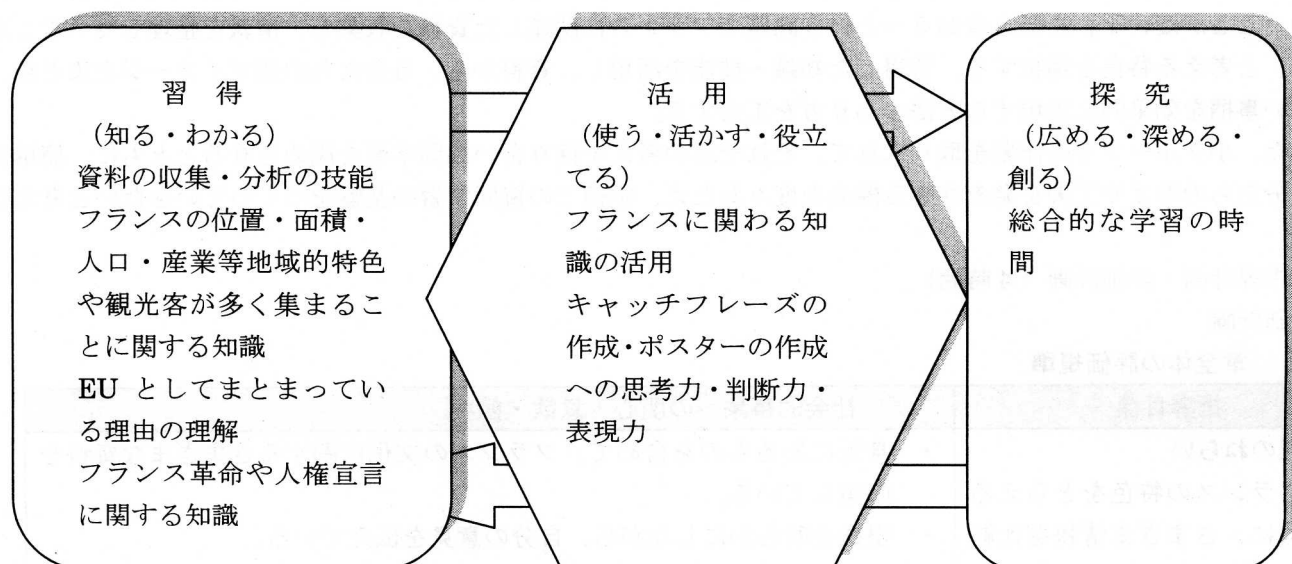 習 得
(知る・わかる)
資料の収集・分析の技能
フランスの位置・面積・
人口・産業等地域的特色
や観光客が多く集まるこ
とに関する知識
EU としてまとまってい
る理由の理解
フランス革命や人権宣言
に関する知識
活 用
(使う・活かす・役立
てる)
フランスに関わる知
識の活用
キャッチフレーズの
作成・ポスターの作成
への思考力・判断力・
表現力
探 究
(広める・深める・
創る)
総合的な学習の時
間